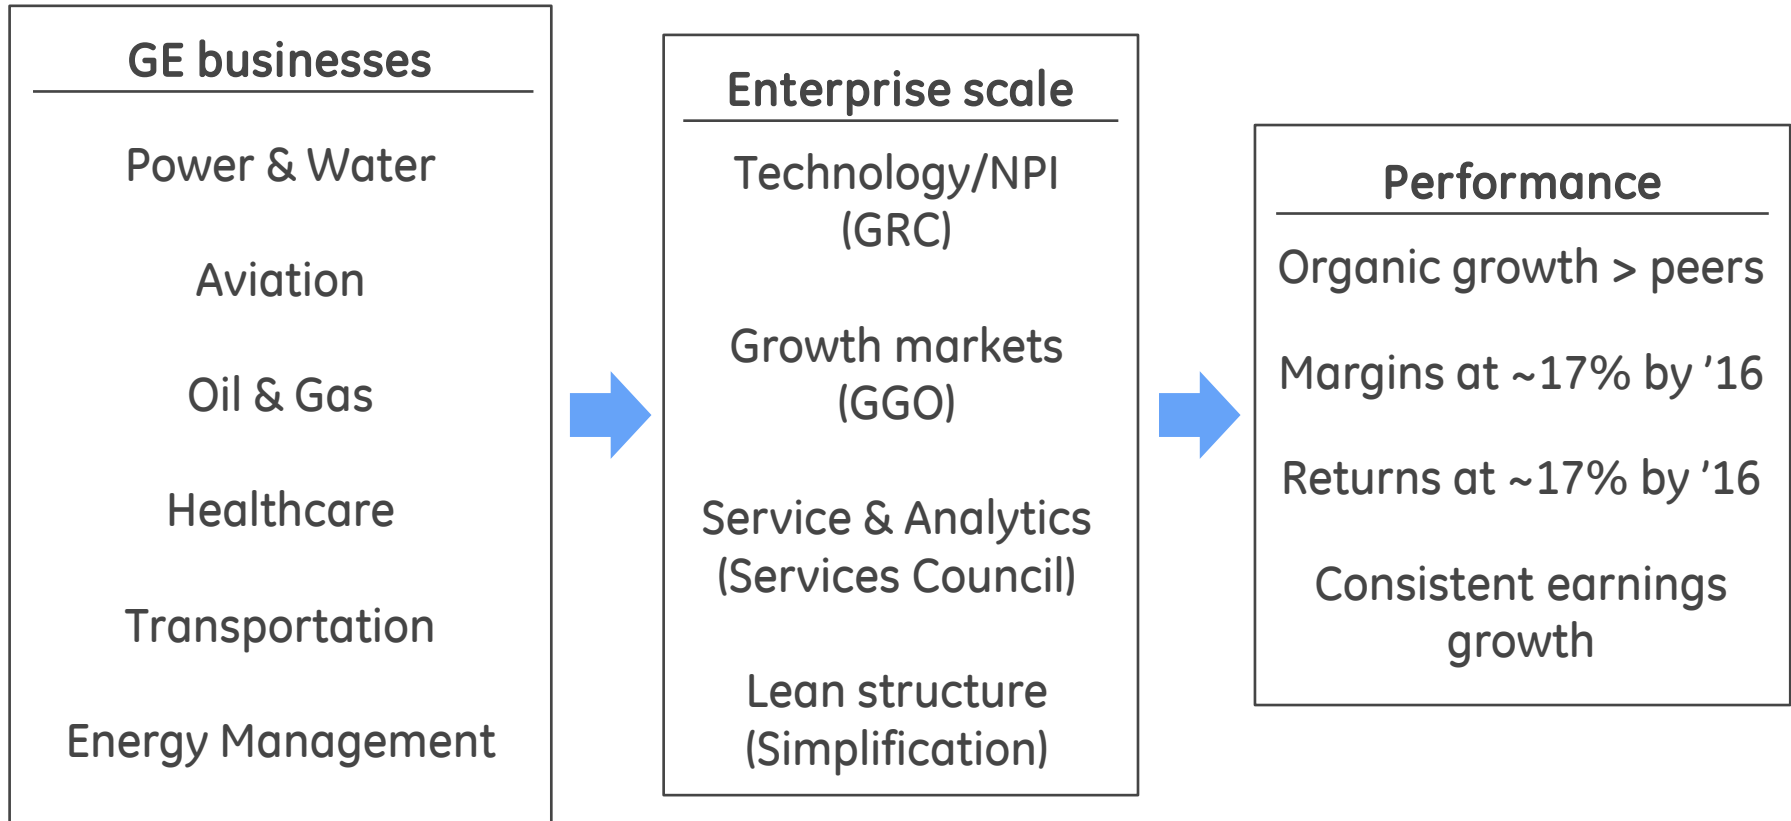 GE businesses
Power & Water
Aviation
Oil & Gas
Healthcare
Transportation
Energy Management
Enterprise scale
Technology/NPI
(GRC)
Growth markets
(GGO)
Service & Analytics
(Services Council)
Lean structure
(Simplification)
Performance
Organic growth > peers
Margins at ~17% by ’16
Returns at ~17% by ’16
Consistent earnings
growth